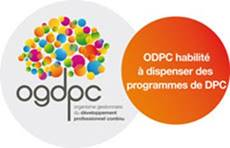 ogdpc
organisme gestionnaire
du développement
professionnel continu
ODPC habilité
à dispenser des
programmes de DPC